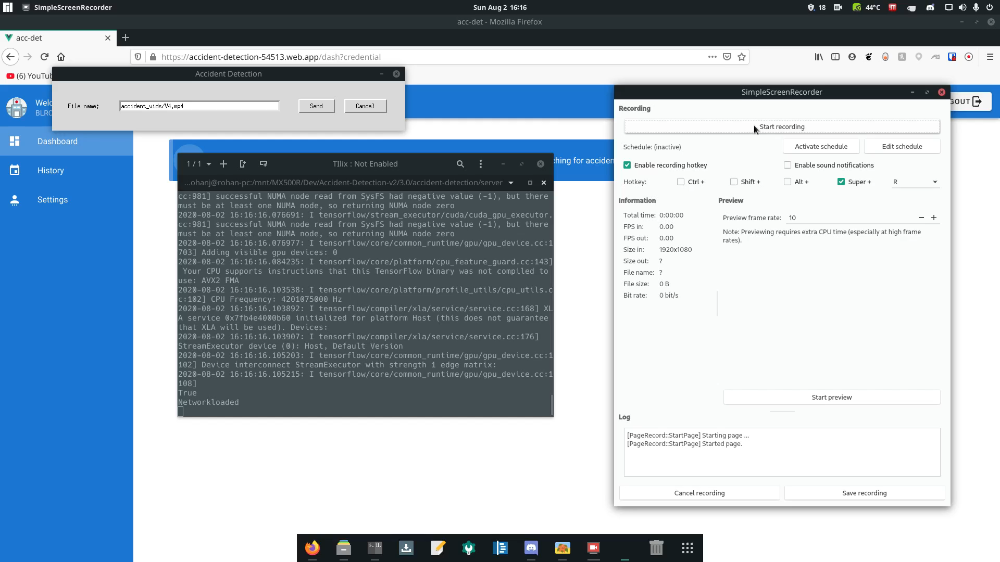 SimpleScreenRecorder
Sun Aug 2 16:16
18
44°C
acc-det - Mozilla Firefox
acc-det
https://accident-detection-54513.web.app/dash?credential
(6) YouTub
Accident Detection
File name:
accident_vids/V4.mp4
Send
Cancel
Welc
BLRC
GOUT
Dashboard
History
Settings
ching for acciden
1 / 1
TIlix : Not Enabled
...ohanj@rohan-pc:/mnt/MX500R/Dev/Accident-Detection-v2/3.0/accident-detection/server
cc:981] successful NUMA node read from SysFS had negative value (-1), but there
must be at least one NUMA node, so returning NUMA node zero
2020-08-02 16:16:16.076691: I tensorflow/stream_executor/cuda/cuda_gpu_executor.
cc:981] successful NUMA node read from SysFS had negative value (-1), but there
must be at least one NUMA node, so returning NUMA node zero
2020-08-02 16:16:16.076977: I tensorflow/core/common_runtime/gpu/gpu_device.cc:1
703] Adding visible gpu devices: 0
2020-08-02 16:16:16.084235: I tensorflow/core/platform/cpu_feature_guard.cc:143]
Your CPU supports instructions that this TensorFlow binary was not compiled to
use: AVX2 FMA
2020-08-02 16:16:16.103538: I tensorflow/core/platform/profile_utils/cpu_utils.c
c:102] CPU Frequency: 4201075000 Hz
2020-08-02 16:16:16.103892: I tensorflow/compiler/xla/service/service.cc:168] XL
A service 0x7fb4e4000b60 initialized for platform Host (this does not guarantee
that XLA will be used). Devices:
2020-08-02 16:16:16.103907: I tensorflow/compiler/xla/service/service.cc:176]
StreamExecutor device (0): Host, Default Version
2020-08-02 16:16:16.105203: I tensorflow/core/common_runtime/gpu/gpu_device.cc:1
102] Device interconnect StreamExecutor with strength 1 edge matrix:
2020-08-02 16:16:16.105215: I tensorflow/core/common_runtime/gpu/gpu_device.cc:1
108]
True
Networkloaded
SimpleScreenRecorder
Recording
Start recording
Schedule: (inactive)
Activate schedule
Edit schedule
Enable recording hotkey
Enable sound notifications
Hotkey:
Ctrl +
Shift +
Alt +
Super +
R
Information
Total time: 0:00:00
FPS in: 0.00
FPS out: 0.00
Size in: 1920x1080
Size out: ?
File name: ?
File size: 0 B
Bit rate: 0 bit/s
Preview
Preview frame rate: 10
Note: Previewing requires extra CPU time (especially at high frame
rates).
Start preview
Log
[PageRecord::StartPage] Starting page ...
[PageRecord::StartPage] Started page.
Cancel recording
Save recording